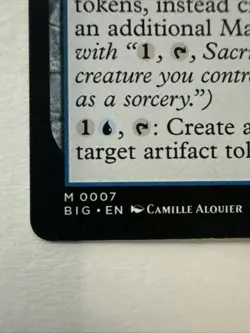 tokens, instead c
an additional Ma
with “1, T, Sacri
creature you contr
as a sorcery.”)
1 , T: Create a
target artifact tok
M 0007
BIG • EN CAMILLE ALQUIER